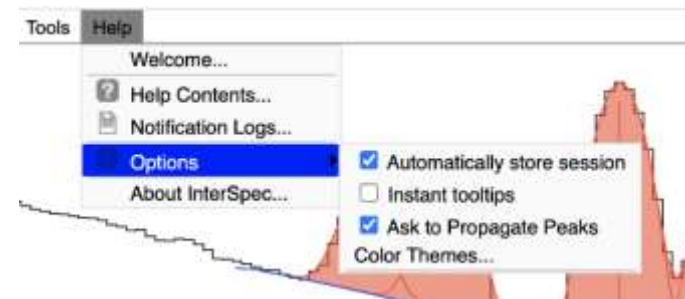 Tools Help
Welcome...
Help Contents...
Notification Logs...
Options
About InterSpec...
Automatically store session
Instant tooltips
Ask to Propagate Peaks
Color Themes...